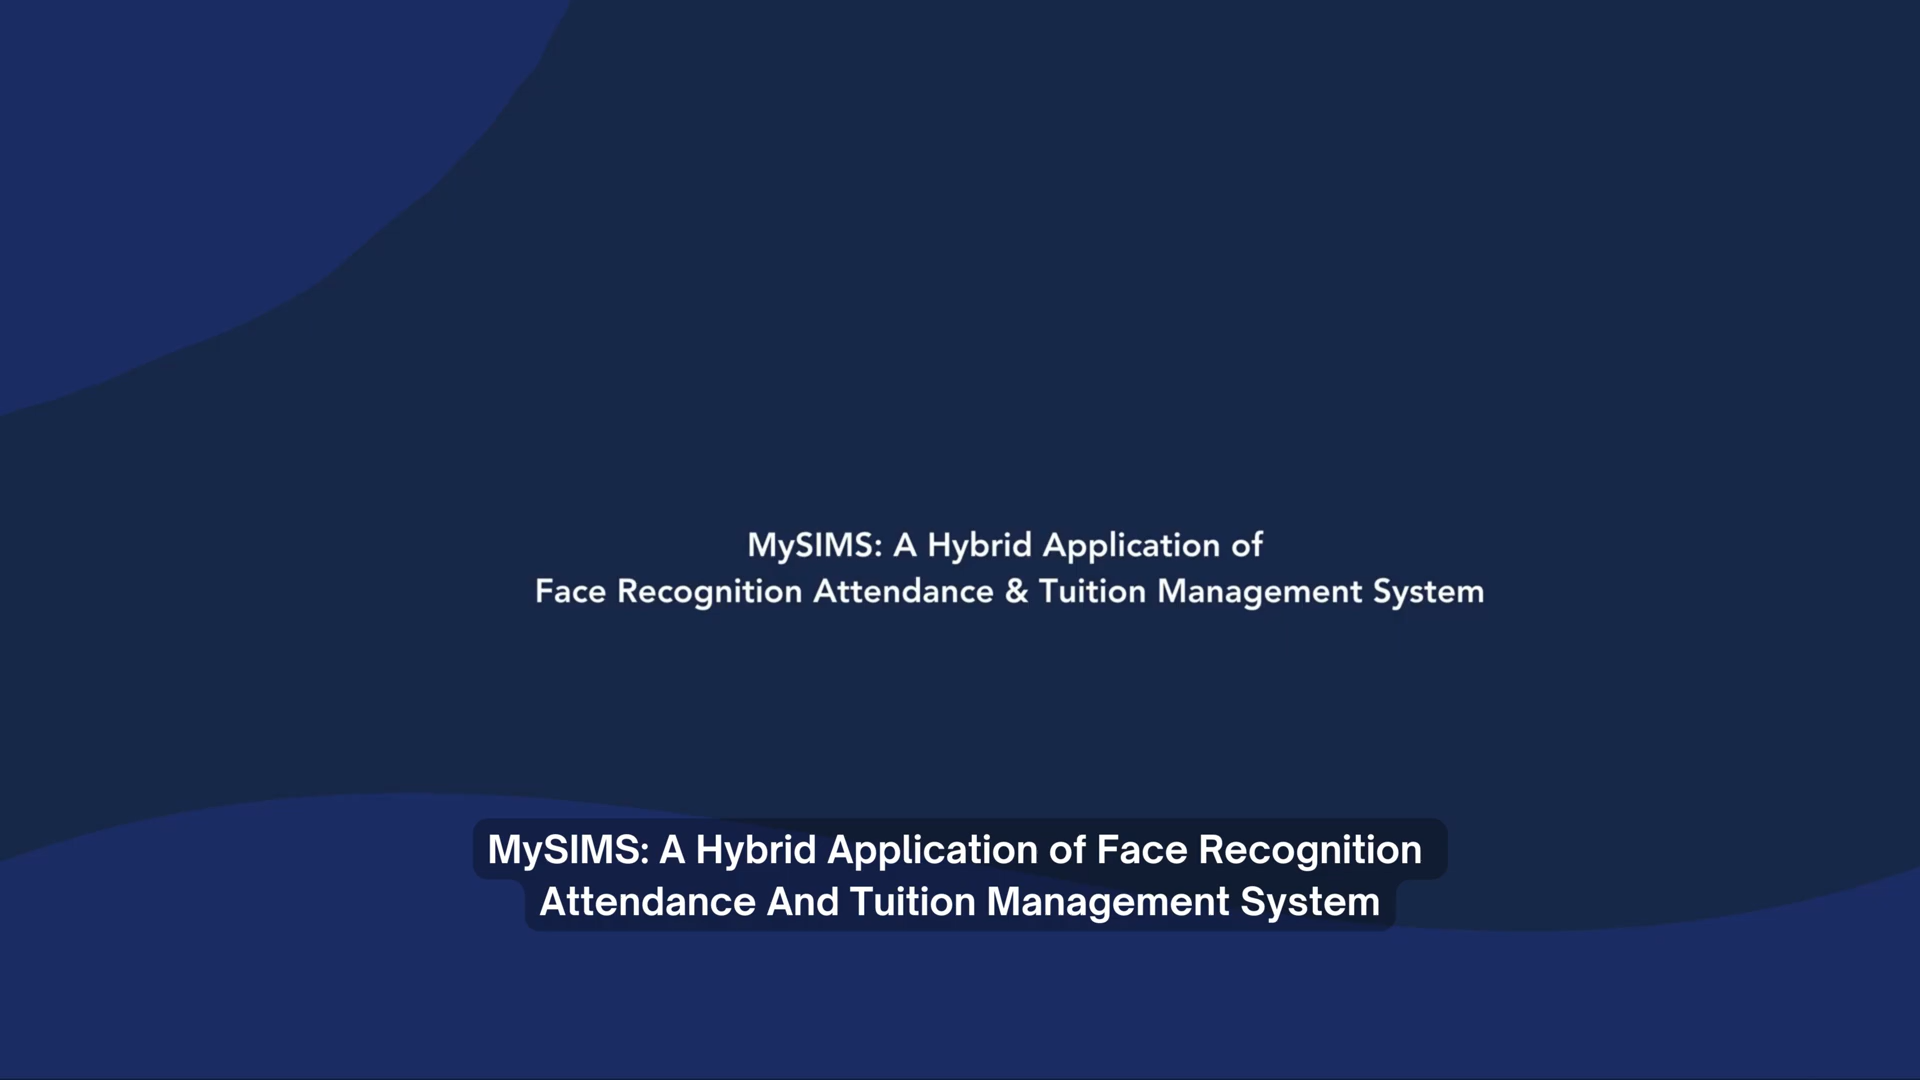 MySIMS: A Hybrid Application of
Face Recognition Attendance & Tuition Management System
MySIMS: A Hybrid Application of Face Recognition
Attendance And Tuition Management System